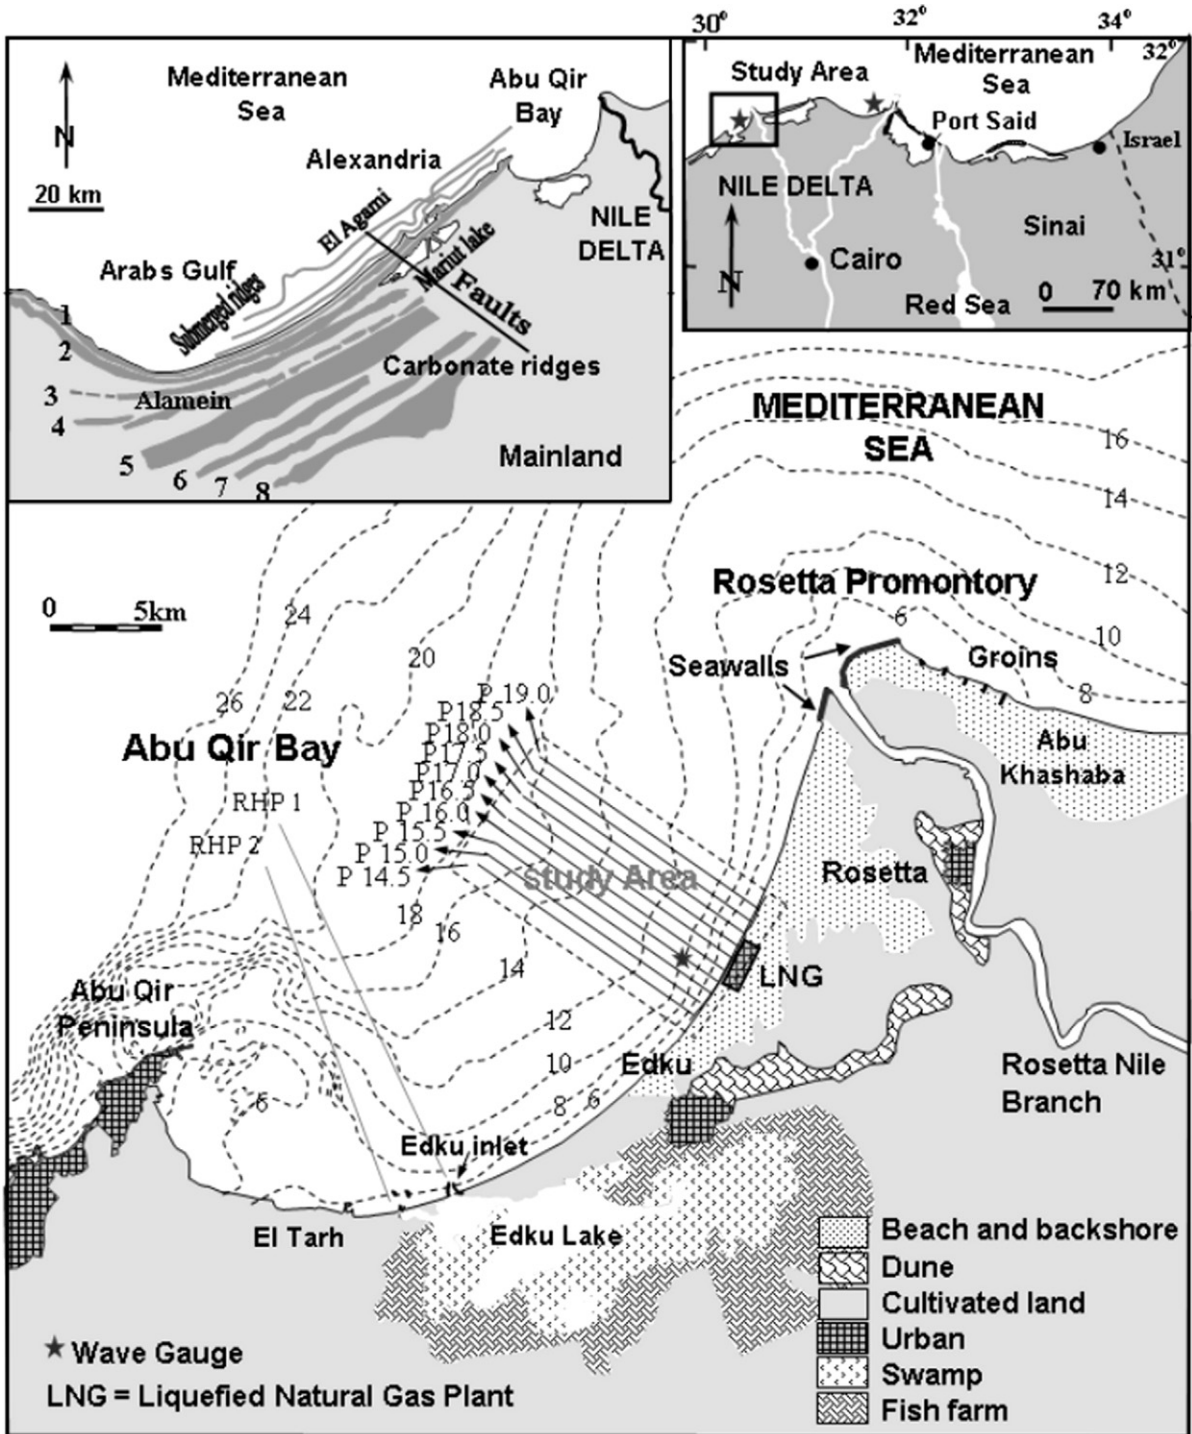 30°
32°
34°
32°
31°
Mediterranean
Sea
Abu Qir
Bay
N
20 km
Alexandria
El Agami
NILE
DELTA
Mariut lake
Arabs Gulf
Submerged ridges
Faults
1
2
3
4
5
6
7
8
Alamein
Carbonate ridges
Mainland
Study Area
Mediterranean
Sea
Port Said
Israel
NILE DELTA
N
Sinai
Cairo
Red Sea
0 70 km
MEDITERRANEAN
SEA
16
14
12
10
8
6
Rosetta Promontory
Seawalls
Groins
Abu
Khashaba
0 5km
24
20
26
22
Abu Qir Bay
P 19.0
P18.5
P18.0
P17.5
P17.0
P16.5
P 16.0
P 15.5
P 15.0
P 14.5
RHP 1
RHP 2
study Area
Rosetta
18
16
14
12
10
8
6
LNG
Abu Qir
Peninsula
6
Edku
Rosetta Nile
Branch
Edku inlet
El Tarh
Edku Lake
Beach and backshore
Dune
Cultivated land
Urban
Swamp
Fish farm
Wave Gauge
LNG = Liquefied Natural Gas Plant